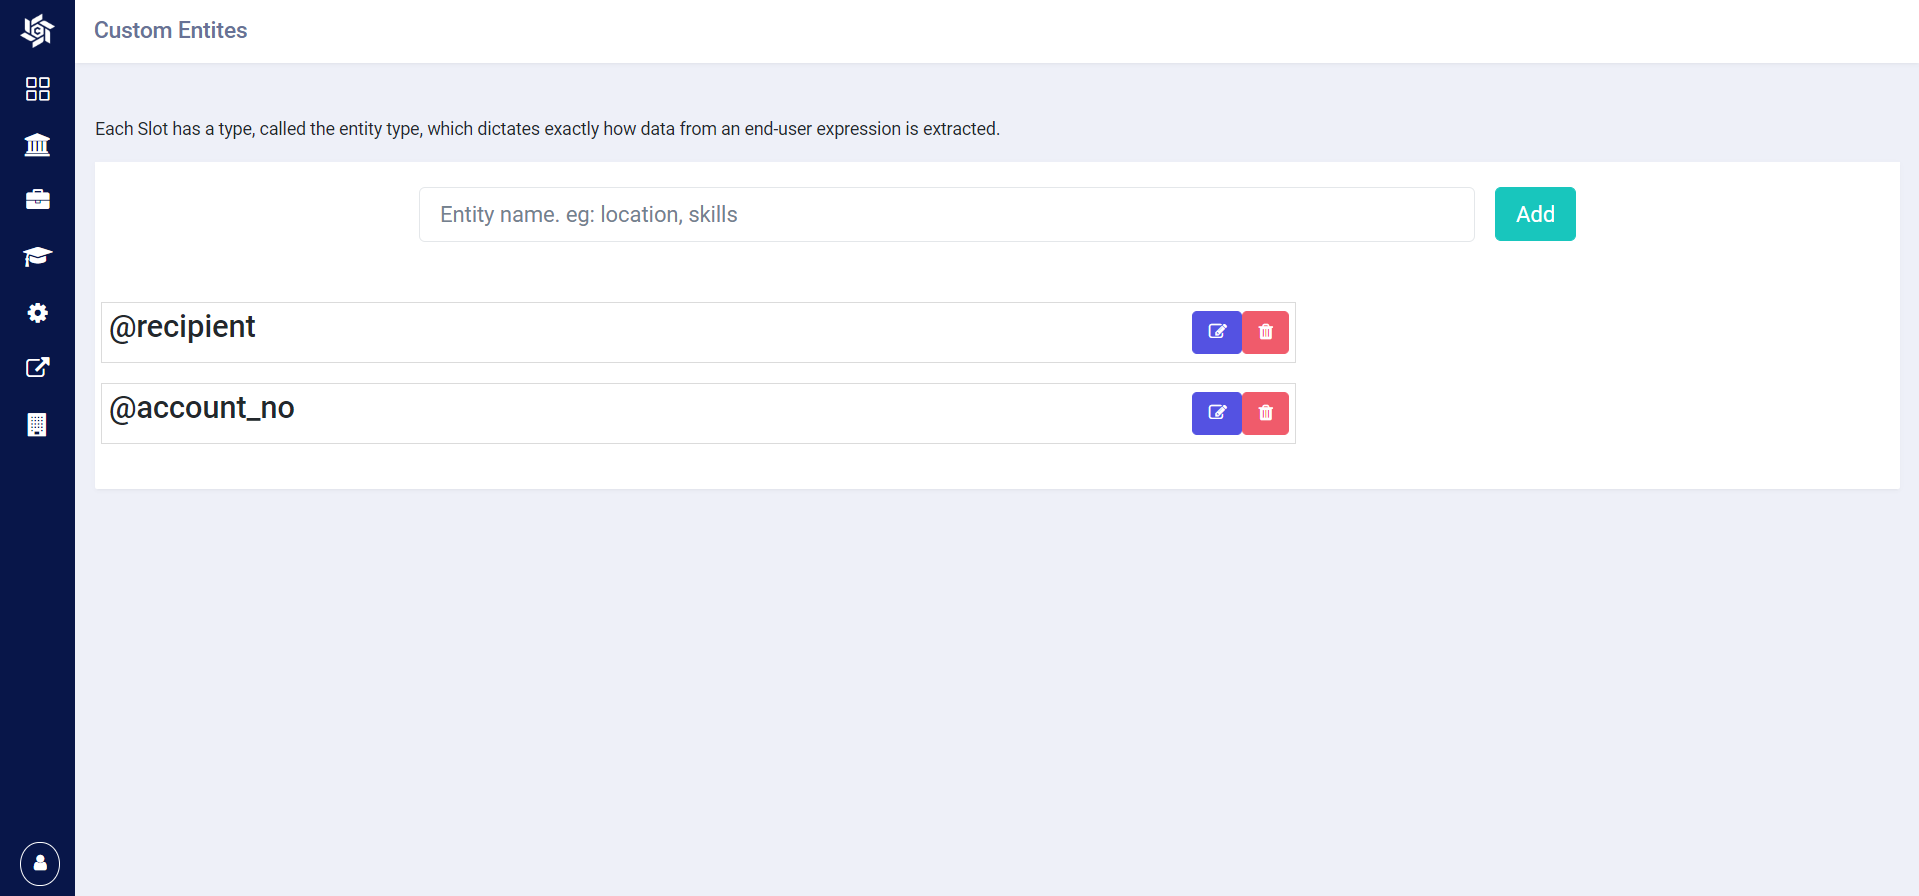 Custom Entites
Each Slot has a type, called the entity type, which dictates exactly how data from an end-user expression is extracted.
Entity name. eg: location, skills
Add
@recipient
@account_no